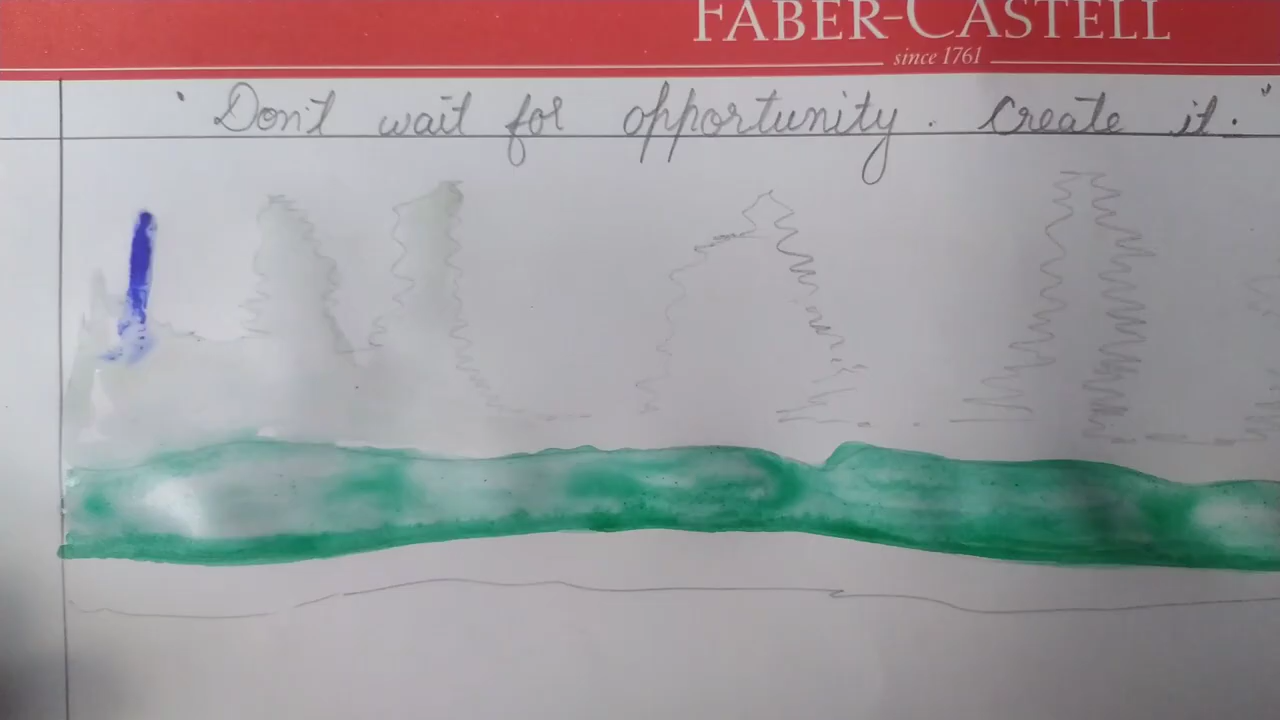 FABER-CASTELL
since 1761
" Don't wait for opportunity. Create it."